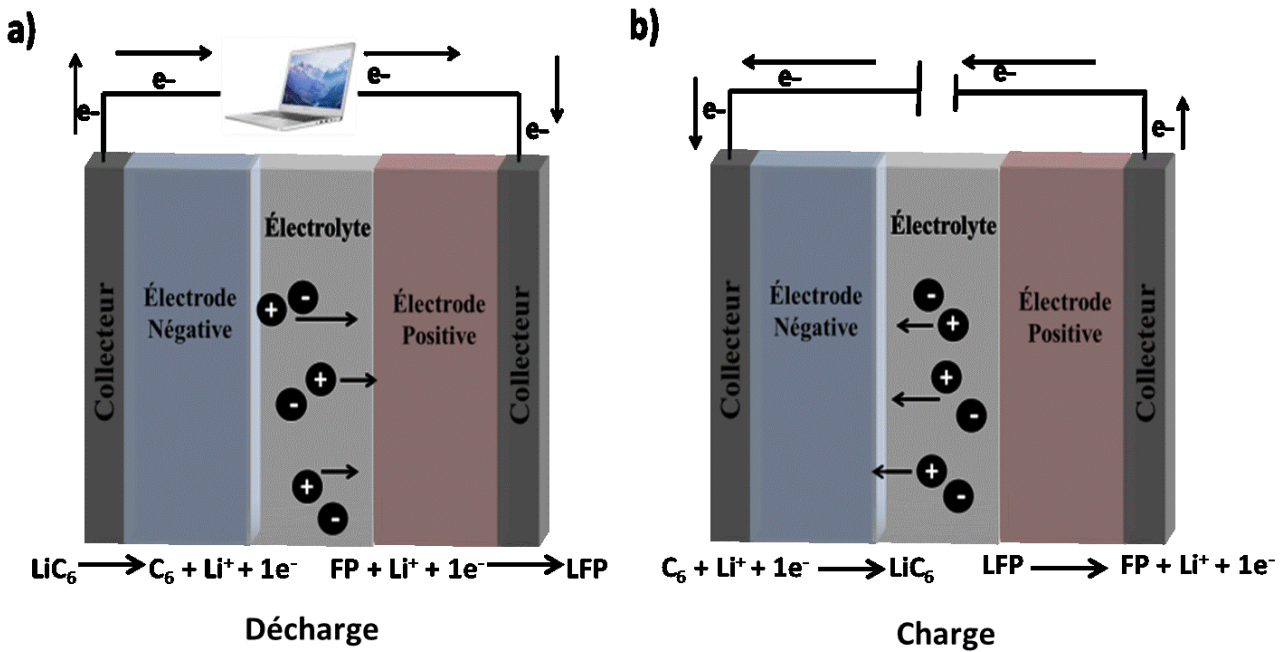 a)
e-
e-
e-
e-
Collecteur
Électrode
Négative
Électrolyte
+
-
+
-
+
-
Électrode
Positive
Collecteur
LiC₆ → C₆ + Li⁺ + 1e⁻
FP + Li⁺ + 1e⁻ → LFP
Décharge
b)
e-
e-
e-
e-
Collecteur
Électrode
Négative
Électrolyte
-
+
+
-
+
-
Électrode
Positive
Collecteur
C₆ + Li⁺ + 1e⁻ → LiC₆
LFP → FP + Li⁺ + 1e⁻
Charge